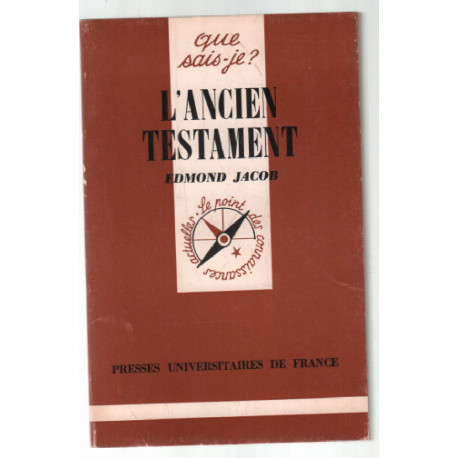 que
sais-je?
L'ANCIEN
TESTAMENT
EDMOND JACOB
Le point des connaissances actuelles.
PRESSES UNIVERSITAIRES DE FRANCE